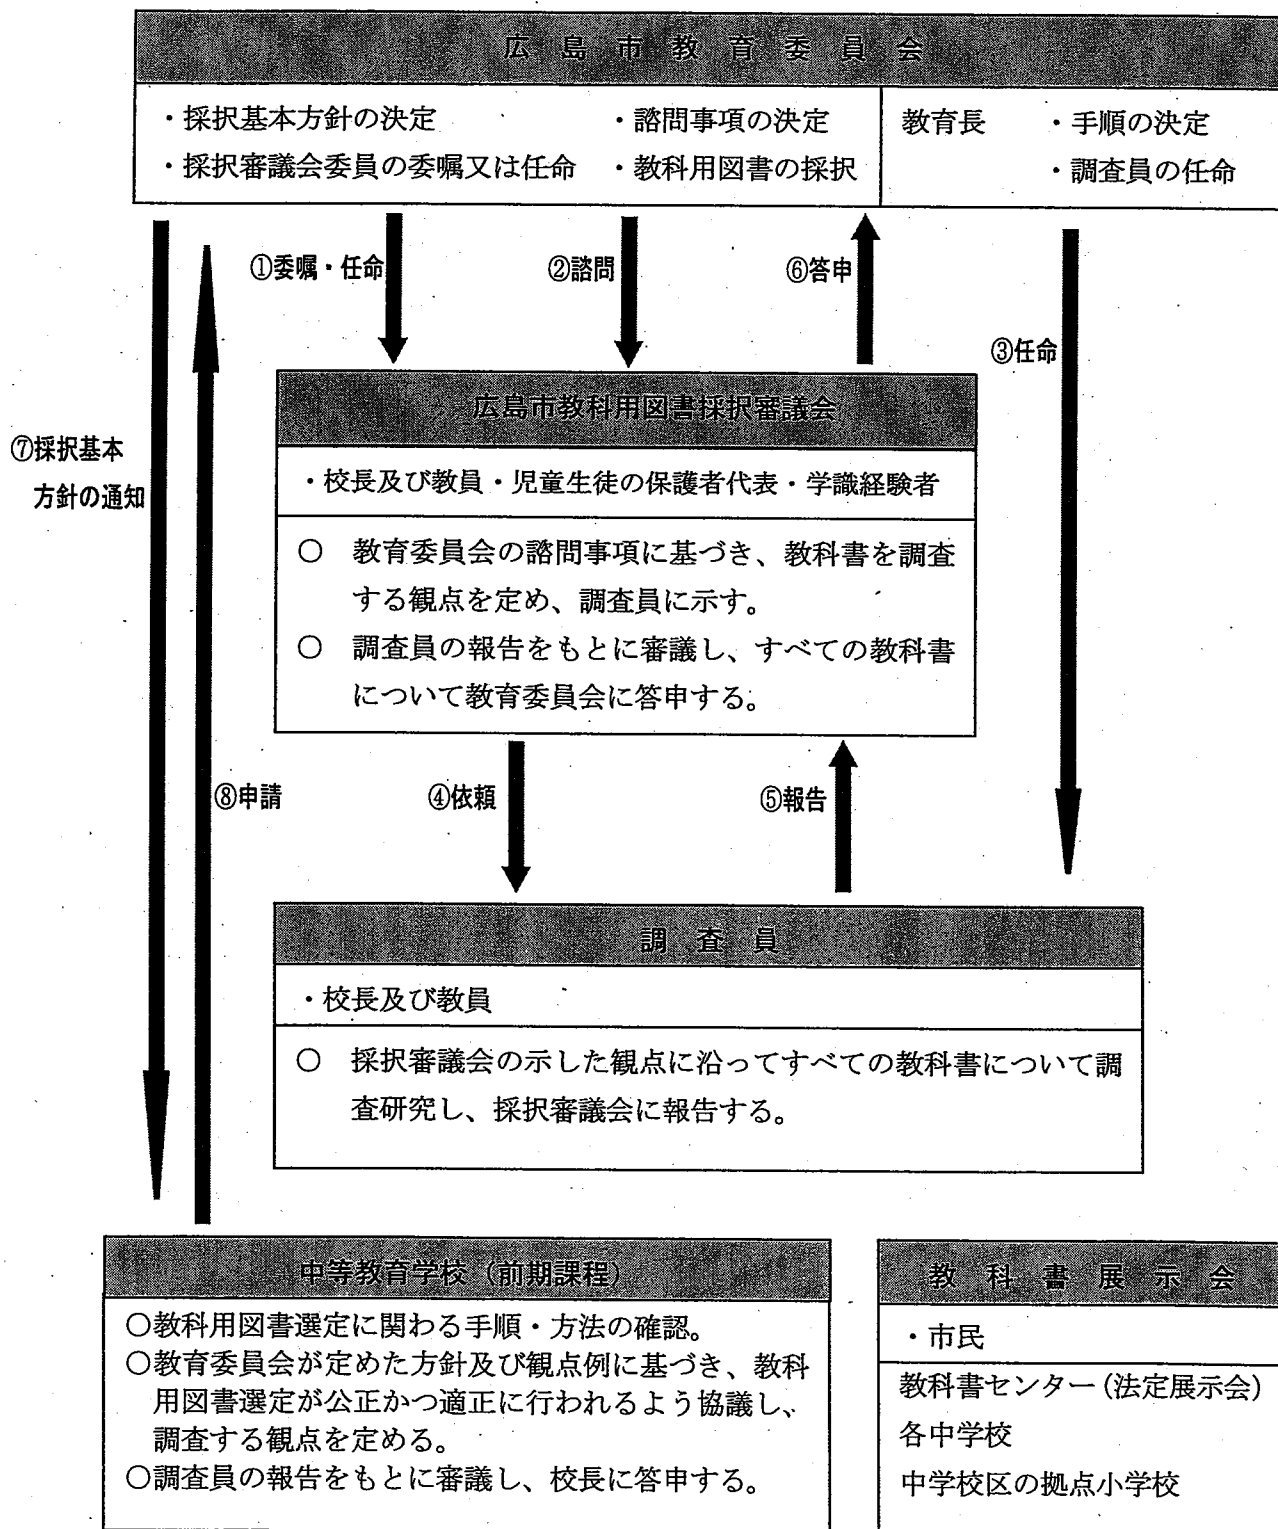 広島市教育委員会
・採択基本方針の決定　・諮問事項の決定　教育長　・手順の決定
・採択審議会委員の委嘱又は任命　・教科用図書の採択　・調査員の任命
①委嘱・任命
②諮問
⑥答申
③任命
広島市教科用図書採択審議会
・校長及び教員・児童生徒の保護者代表・学識経験者
○　教育委員会の諮問事項に基づき、教科書を調査
する観点を定め、調査員に示す。
○　調査員の報告をもとに審議し、すべての教科書
について教育委員会に答申する。
⑦採択基本
方針の通知
⑧申請
④依頼
⑤報告
調査員
・校長及び教員
○　採択審議会の示した観点に沿ってすべての教科書について調
査研究し、採択審議会に報告する。
中等教育学校（前期課程）
○教科用図書選定に関わる手順・方法の確認。
○教育委員会が定めた方針及び観点例に基づき、教科
用図書選定が公正かつ適正に行われるよう協議し、
調査する観点を定める。
○調査員の報告をもとに審議し、校長に答申する。
教科書展示会
・市民
教科書センター（法定展示会）
各中学校
中学校区の拠点小学校